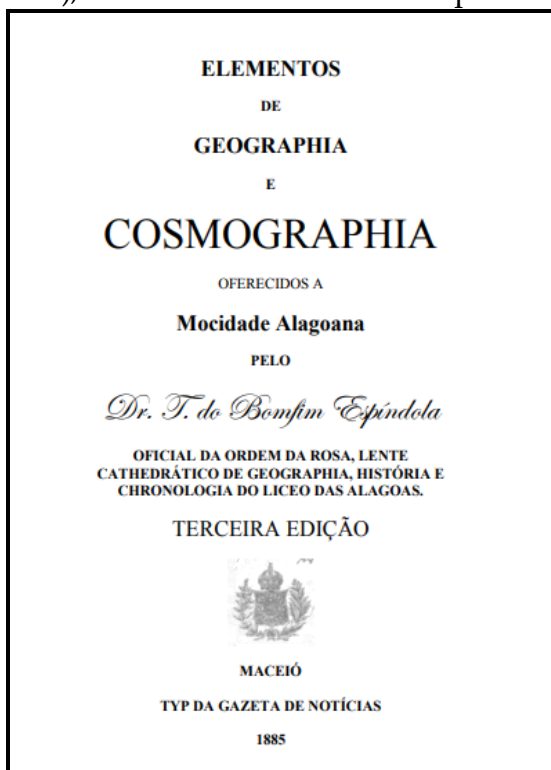 ELEMENTOS
DE
GEOGRAPHIA
E
COSMOGRAPHIA
OFERECIDOS A
Mocidade Alagoana
PELO
Dr. T. do Bomfim Espíndola
OFICIAL DA ORDEM DA ROSA, LENTE
CATHEDRÁTICO DE GEOGRAPHIA, HISTÓRIA E
CHRONOLOGIA DO LICEO DAS ALAGOAS.
TERCEIRA EDIÇÃO
MACEIÓ
TYP DA GAZETA DE NOTÍCIAS
1885